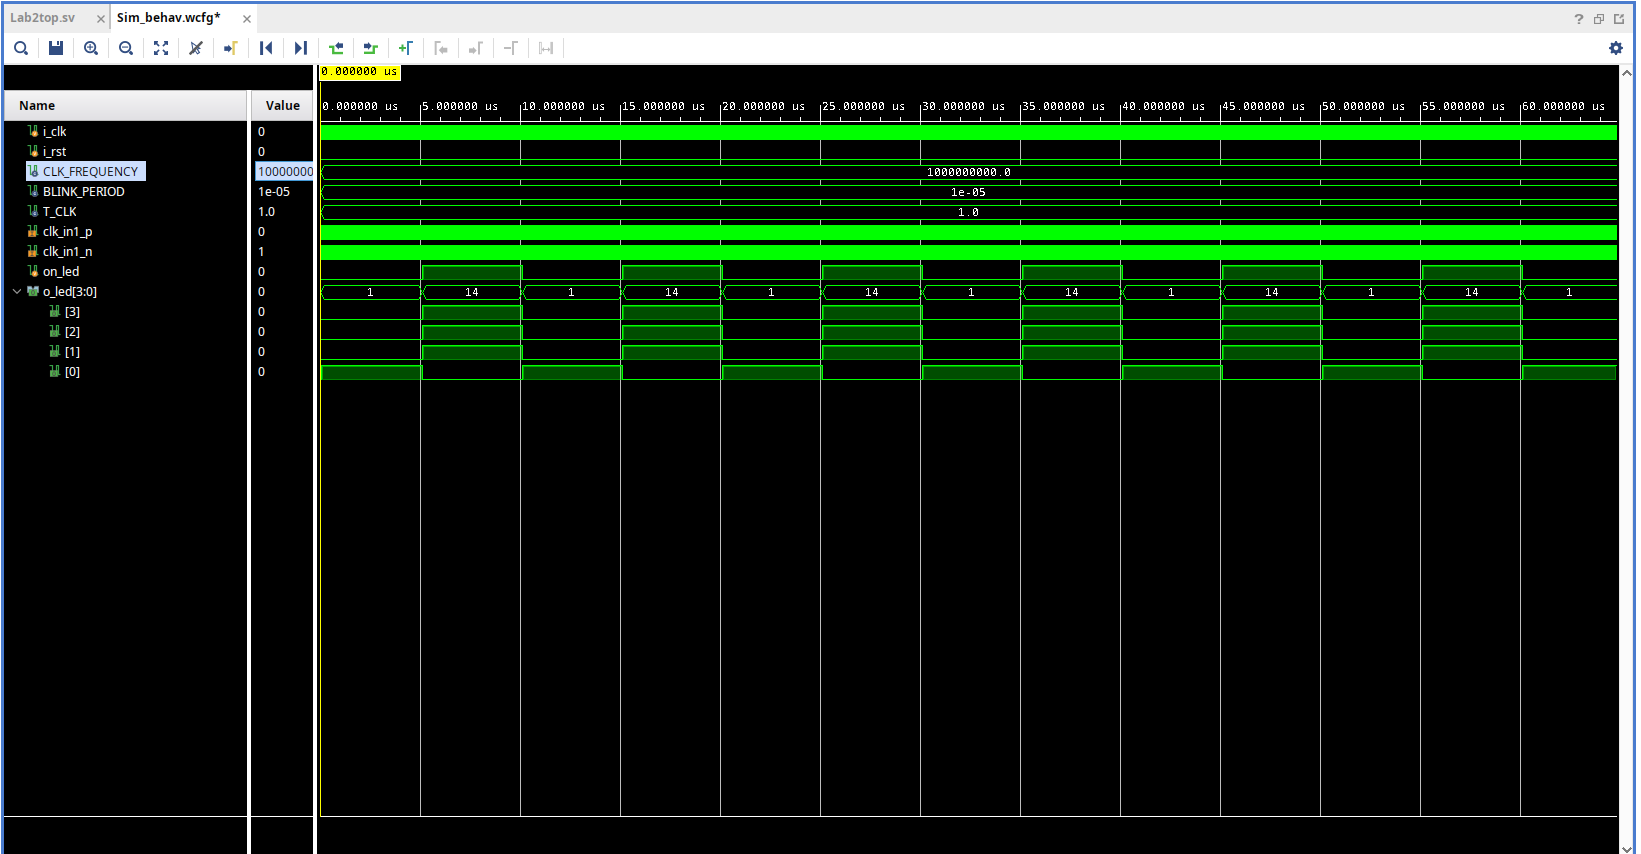 Lab2top.sv Sim_behav.wcfg*
0.000000 us
Name Value
0.000000 us 5.000000 us 10.000000 us 15.000000 us 20.000000 us 25.000000 us 30.000000 us 35.000000 us 40.000000 us 45.000000 us 50.000000 us 55.000000 us 60.000000 us
i_clk 0
i_rst 0
CLK_FREQUENCY 10000000 1000000000.0
BLINK_PERIOD 1e-05 1e-05
T_CLK 1.0 1.0
clk_in1_p 0
clk_in1_n 1
on_led 0
o_led[3:0] 0 1 14 1 14 1 14 1 14 1 14 1 14 1
[3] 0
[2] 0
[1] 0
[0] 0